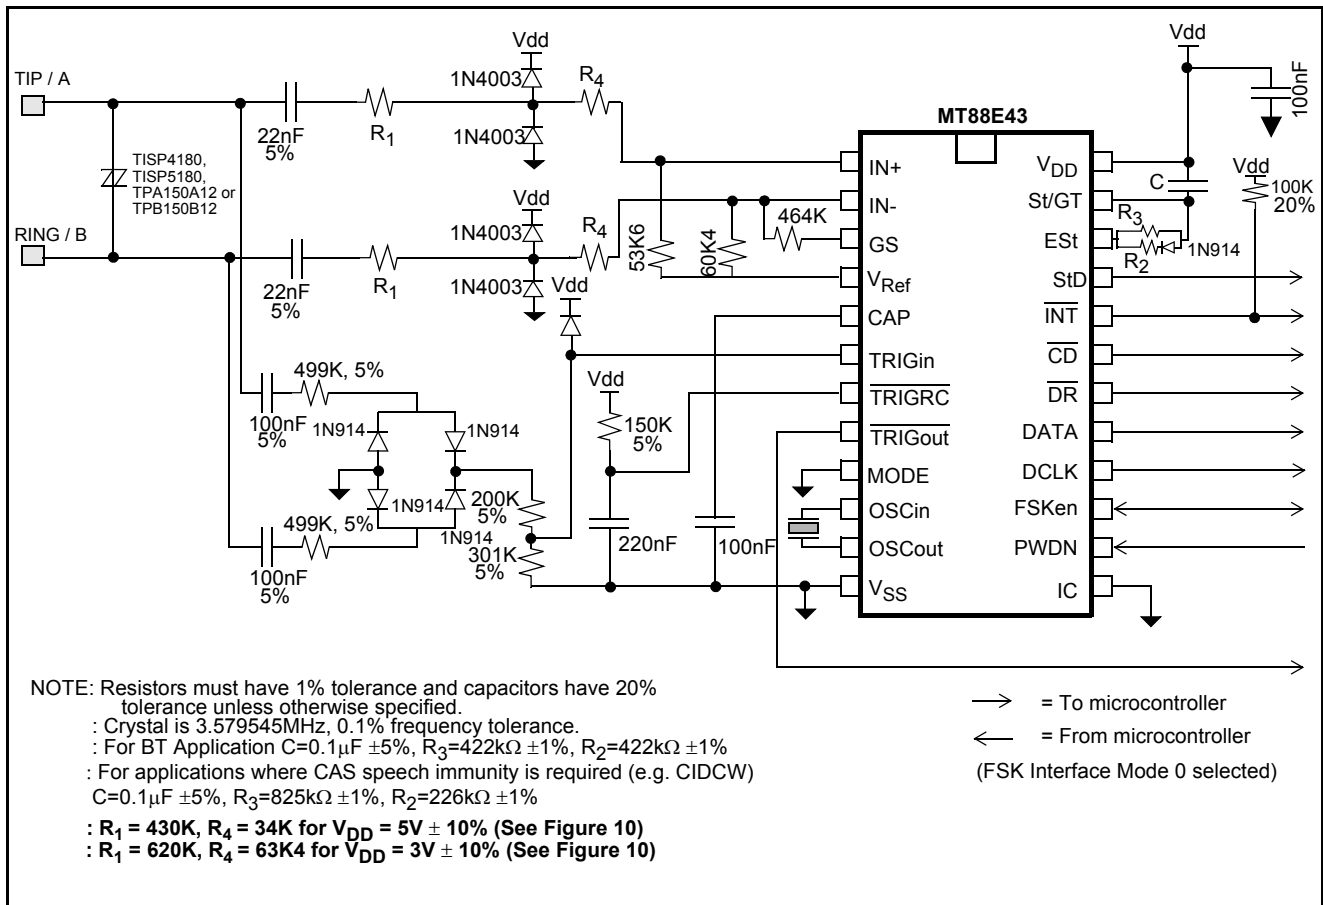 Vdd
Vdd
TIP / A
1N4003
R4
100nF
22nF
5%
R1
1N4003
MT88E43
TISP4180,
TISP5180,
TPA150A12 or
TPB150B12
IN+
VDD
Vdd
Vdd
C
100K
20%
IN-
St/GT
RING / B
1N4003
R4
464K
R3
53K6
60K4
GS
ESt
R2
1N914
22nF
5%
R1
1N4003
Vdd
VRef
StD
CAP
INT
TRIGin
CD
499K, 5%
Vdd
TRIGRC
DR
100nF
5%
1N914
1N914
150K
5%
TRIGout
DATA
MODE
DCLK
1N914
200K
5%
OSCin
FSKen
499K, 5%
1N914
220nF
100nF
OSCout
PWDN
301K
5%
100nF
5%
VSS
IC
NOTE: Resistors must have 1% tolerance and capacitors have 20%
tolerance unless otherwise specified.
: Crystal is 3.579545MHz, 0.1% frequency tolerance.
: For BT Application C=0.1µF ±5%, R3=422kΩ ±1%, R2=422kΩ ±1%
: For applications where CAS speech immunity is required (e.g. CIDCW)
C=0.1µF ±5%, R3=825kΩ ±1%, R2=226kΩ ±1%
: R1 = 430K, R4 = 34K for VDD = 5V ± 10% (See Figure 10)
: R1 = 620K, R4 = 63K4 for VDD = 3V ± 10% (See Figure 10)
= To microcontroller
= From microcontroller
(FSK Interface Mode 0 selected)